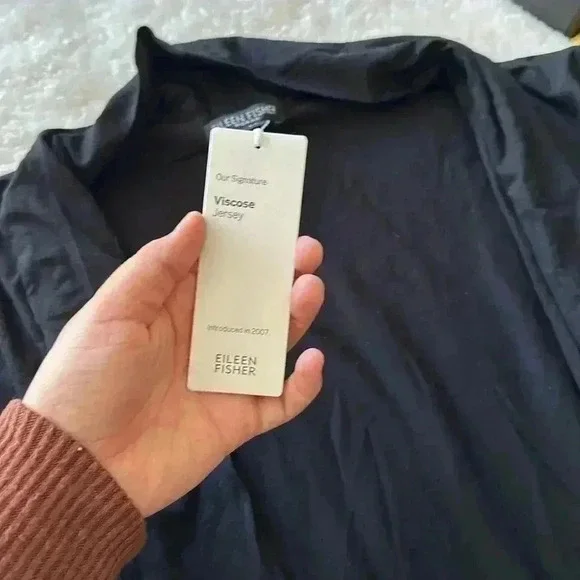 EILEEN FISHER
Our Signature
Viscose
Jersey
Introduced in 2007
EILEEN
FISHER